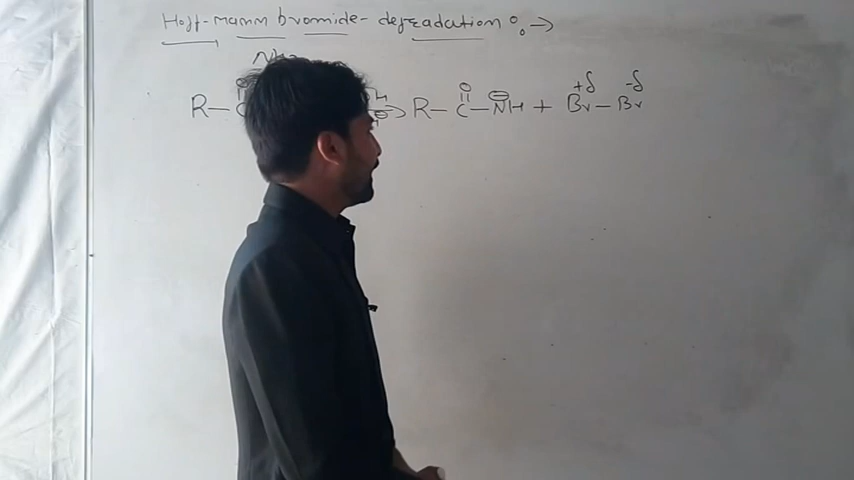 Hoff-mann bromide-degradation :→
R-C → R-C-NH + Br-Br
O O ⊖ +δ -δ